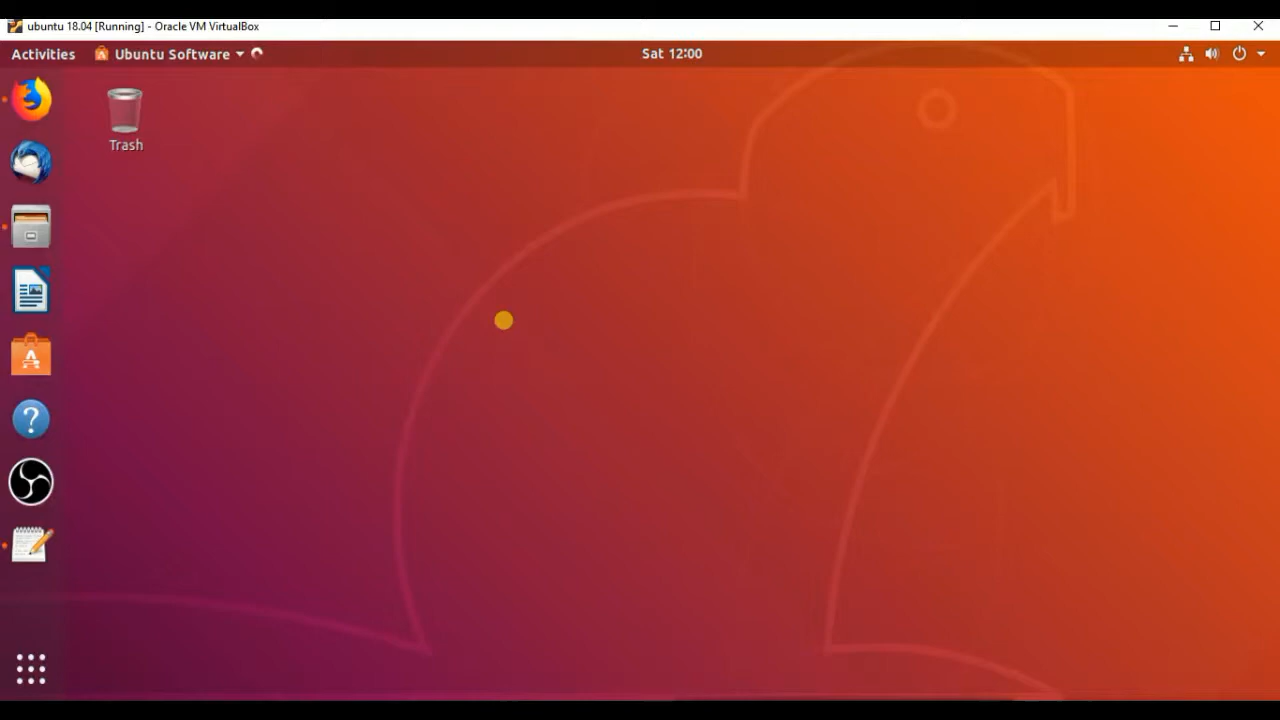 ubuntu 18.04 [Running] - Oracle VM VirtualBox
Activities Ubuntu Software Sat 12:00
Trash